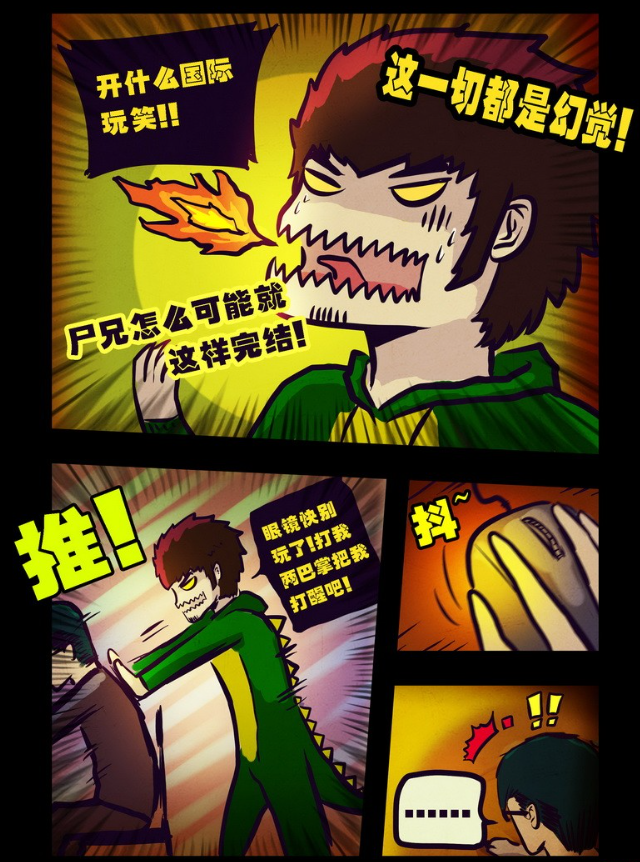 开什么国际
玩笑!!
这一切都是幻觉!
尸兄怎么可能就
这样完结!
推!
眼镜快别
玩了!打我
两巴掌把我
打醒吧!
抖~
!!
......